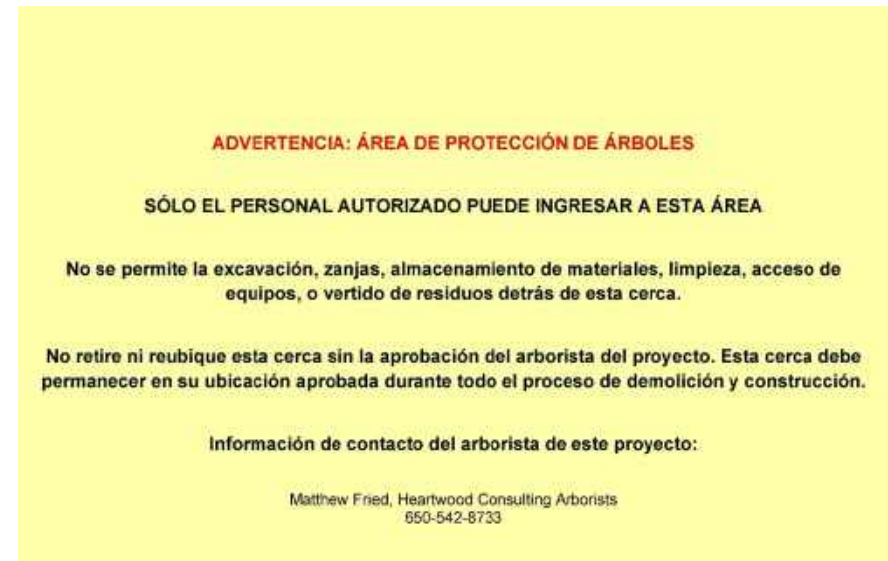 ADVERTENCIA: ÁREA DE PROTECCIÓN DE ÁRBOLES
SÓLO EL PERSONAL AUTORIZADO PUEDE INGRESAR A ESTA ÁREA
No se permite la excavación, zanjas, almacenamiento de materiales, limpieza, acceso de
equipos, o vertido de residuos detrás de esta cerca.
No retire ni reubique esta cerca sin la aprobación del arborista del proyecto. Esta cerca debe
permanecer en su ubicación aprobada durante todo el proceso de demolición y construcción.
Información de contacto del arborista de este proyecto:
Matthew Fried, Heartwood Consulting Arborists
650-542-8733